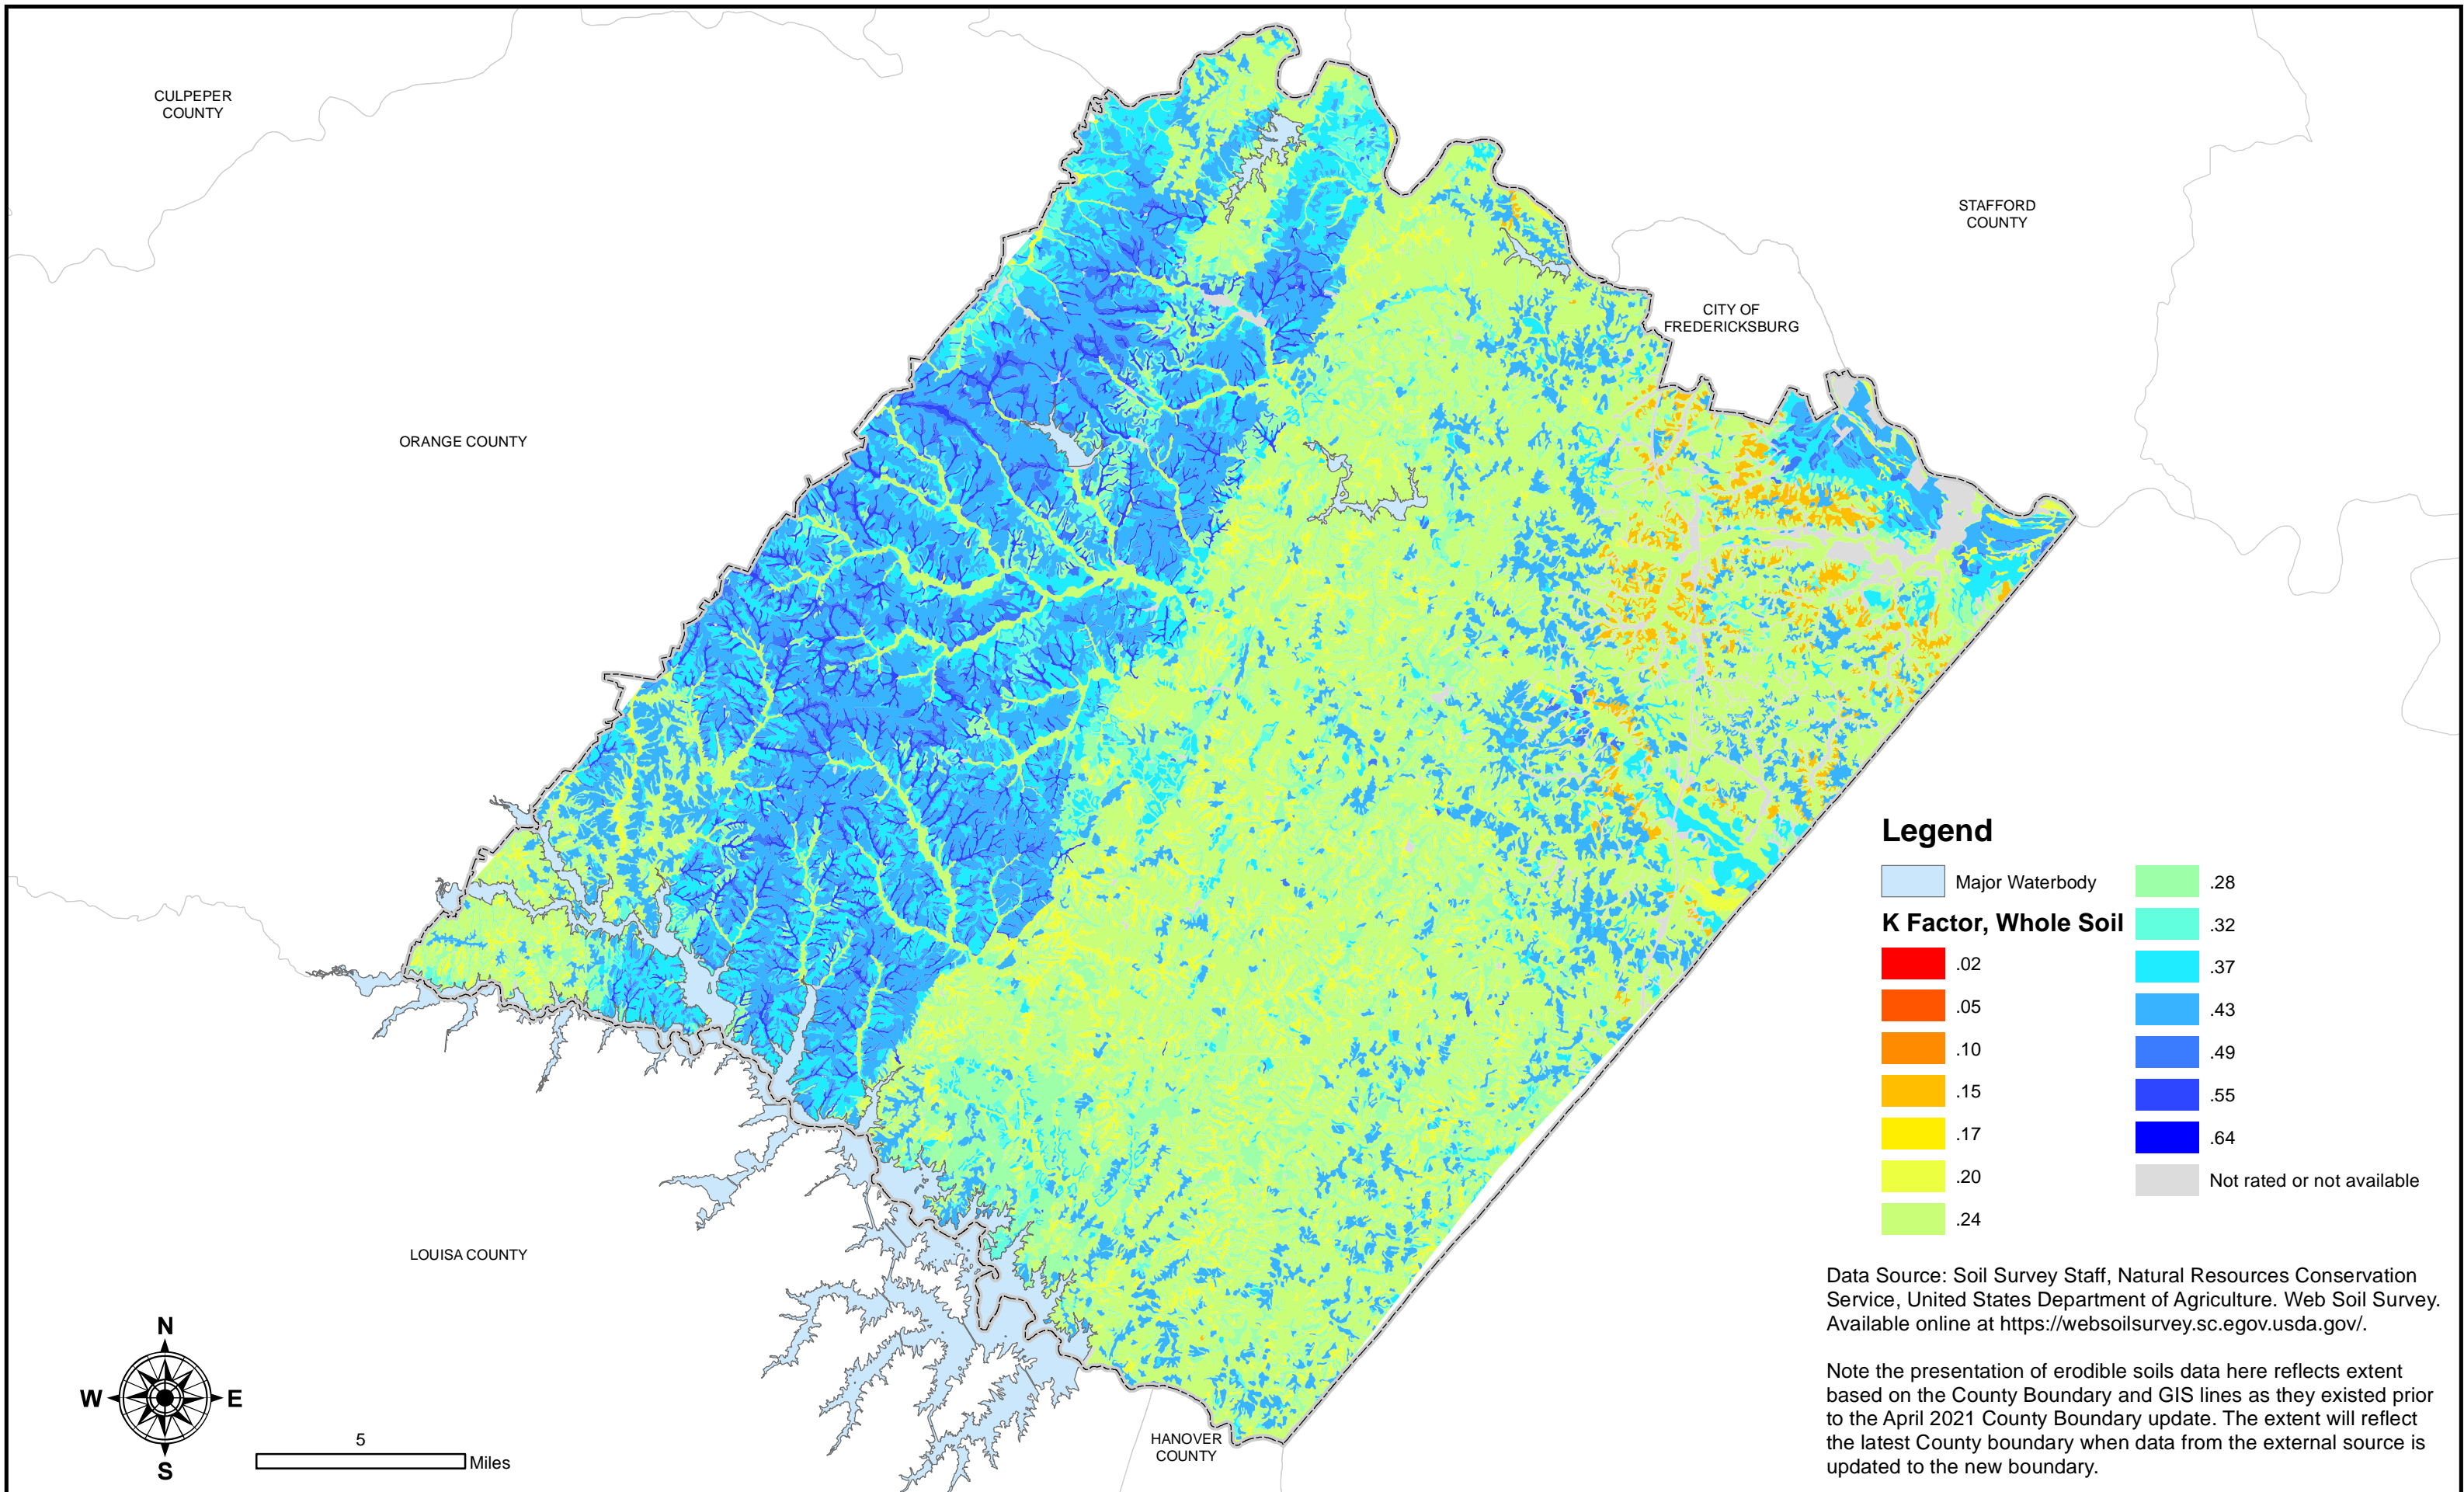 CULPEPER
COUNTY
STAFFORD
COUNTY
CITY OF
FREDERICKSBURG
ORANGE COUNTY
LOUISA COUNTY
HANOVER
COUNTY
N
W
E
S
5
Miles
Legend
Major Waterbody
K Factor, Whole Soil
.02
.05
.10
.15
.17
.20
.24
.28
.32
.37
.43
.49
.55
.64
Not rated or not available
Data Source: Soil Survey Staff, Natural Resources Conservation
Service, United States Department of Agriculture. Web Soil Survey.
Available online at https://websoilsurvey.sc.egov.usda.gov/.
Note the presentation of erodible soils data here reflects extent
based on the County Boundary and GIS lines as they existed prior
to the April 2021 County Boundary update. The extent will reflect
the latest County boundary when data from the external source is
updated to the new boundary.